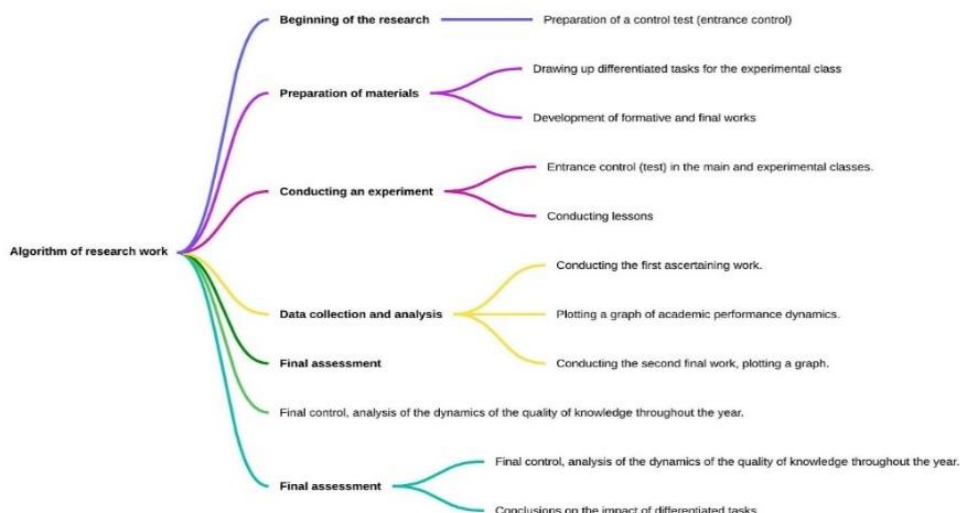 Beginning of the research
Preparation of a control test (entrance control)
Preparation of materials
Drawing up differentiated tasks for the experimental class
Development of formative and final works
Conducting an experiment
Entrance control (test) in the main and experimental classes.
Conducting lessons
Algorithm of research work
Data collection and analysis
Conducting the first ascertaining work.
Plotting a graph of academic performance dynamics.
Conducting the second final work, plotting a graph.
Final assessment
Final control, analysis of the dynamics of the quality of knowledge throughout the year.
Final assessment
Final control, analysis of the dynamics of the quality of knowledge throughout the year.
Conclusions on the impact of differentiated tasks